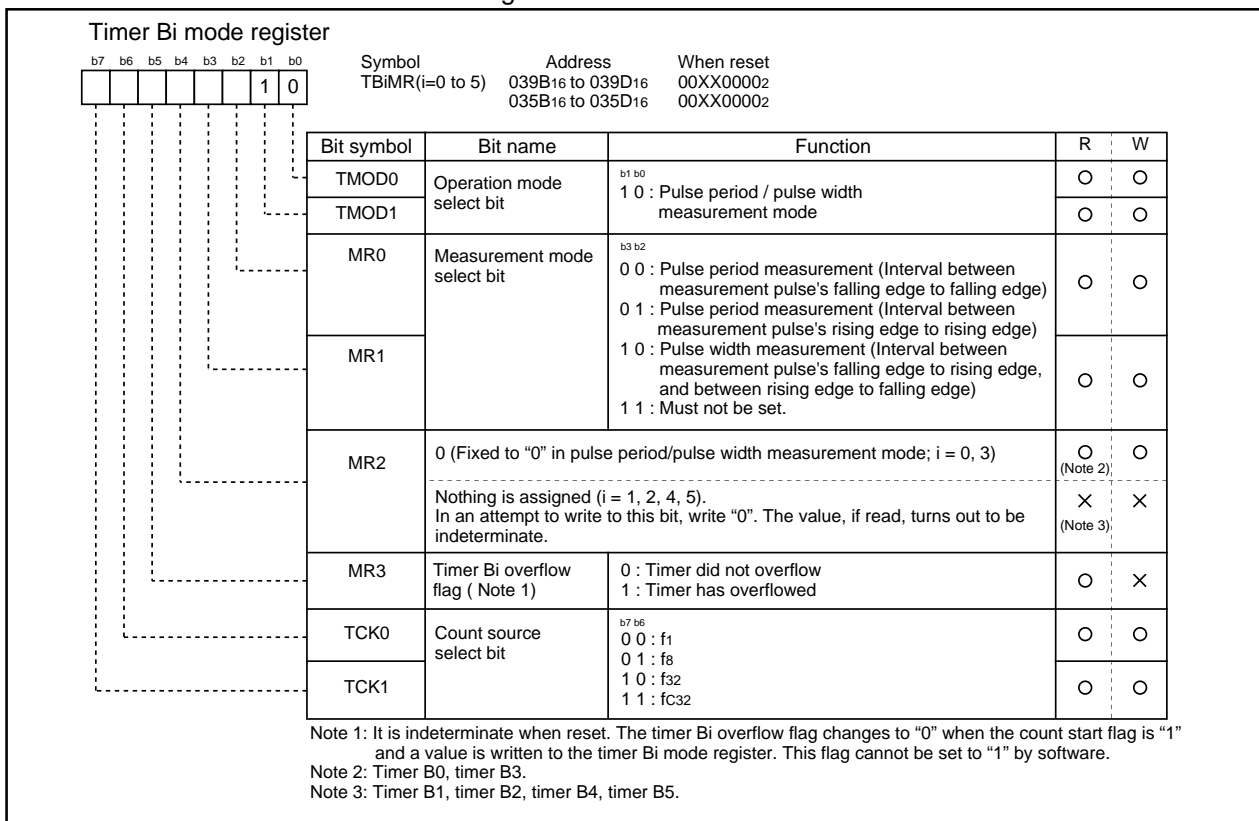 Timer Bi mode register
b7 b6 b5 b4 b3 b2 b1 b0
1 0
Symbol Address When reset
TBiMR(i=0 to 5) 039B16 to 039D16 00XX00002
035B16 to 035D16 00XX00002
Bit symbol Bit name Function R W
TMOD0
TMOD1
Operation mode
select bit
b1 b0
1 0 : Pulse period / pulse width
measurement mode
MR0
MR1
Measurement mode
select bit
b3 b2
0 0 : Pulse period measurement (Interval between
measurement pulse's falling edge to falling edge)
0 1 : Pulse period measurement (Interval between
measurement pulse's rising edge to rising edge)
1 0 : Pulse width measurement (Interval between
measurement pulse's falling edge to rising edge,
and between rising edge to falling edge)
1 1 : Must not be set.
MR2
0 (Fixed to “0” in pulse period/pulse width measurement mode; i = 0, 3)
(Note 2)
Nothing is assigned (i = 1, 2, 4, 5).
In an attempt to write to this bit, write “0”. The value, if read, turns out to be
indeterminate.
(Note 3)
MR3
Timer Bi overflow
flag ( Note 1)
0 : Timer did not overflow
1 : Timer has overflowed
TCK0
TCK1
Count source
select bit
b7 b6
0 0 : f1
0 1 : f8
1 0 : f32
1 1 : fC32
Note 1: It is indeterminate when reset. The timer Bi overflow flag changes to “0” when the count start flag is “1”
and a value is written to the timer Bi mode register. This flag cannot be set to “1” by software.
Note 2: Timer B0, timer B3.
Note 3: Timer B1, timer B2, timer B4, timer B5.